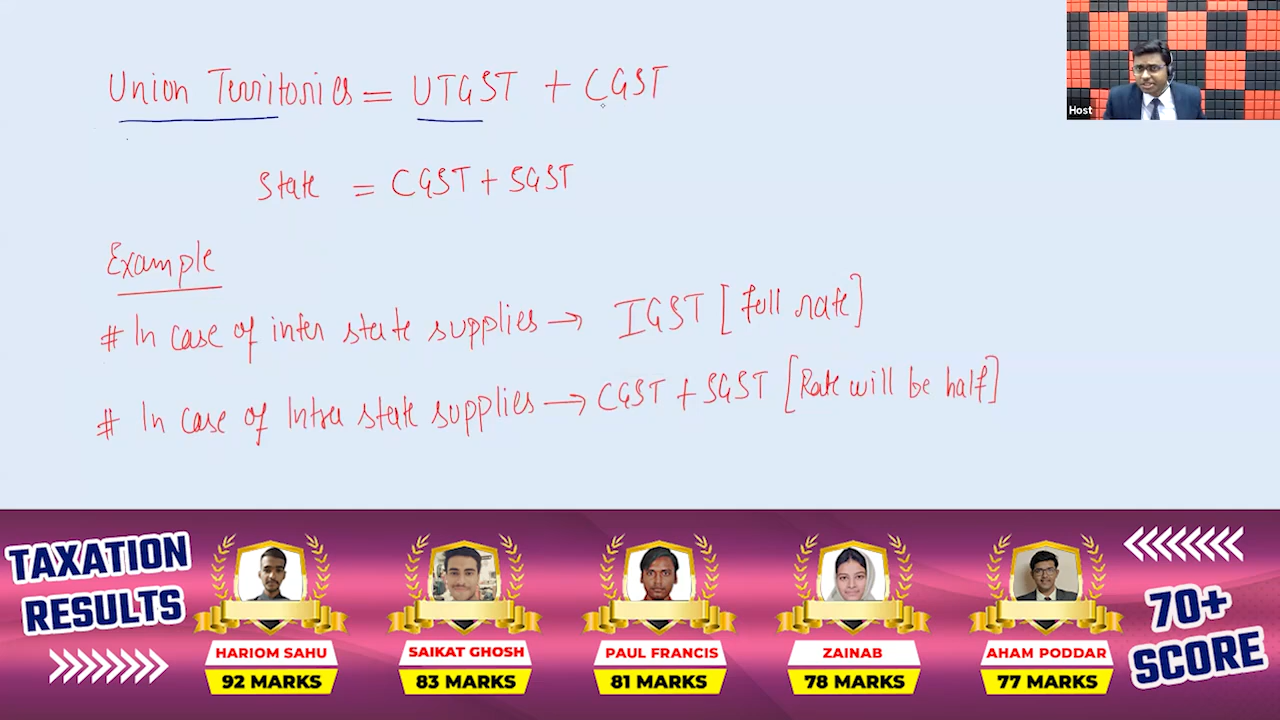 Union Territories = UTGST + CGST
Host
State = CGST + SGST
Example
# In case of inter state supplies → IGST [full rate]
# In case of Intra state supplies → CGST + SGST [Rate will be half]
TAXATION
RESULTS
HARIOM SAHU
92 MARKS
SAIKAT GHOSH
83 MARKS
PAUL FRANCIS
81 MARKS
ZAINAB
78 MARKS
AHAM PODDAR
77 MARKS
70+
SCORE